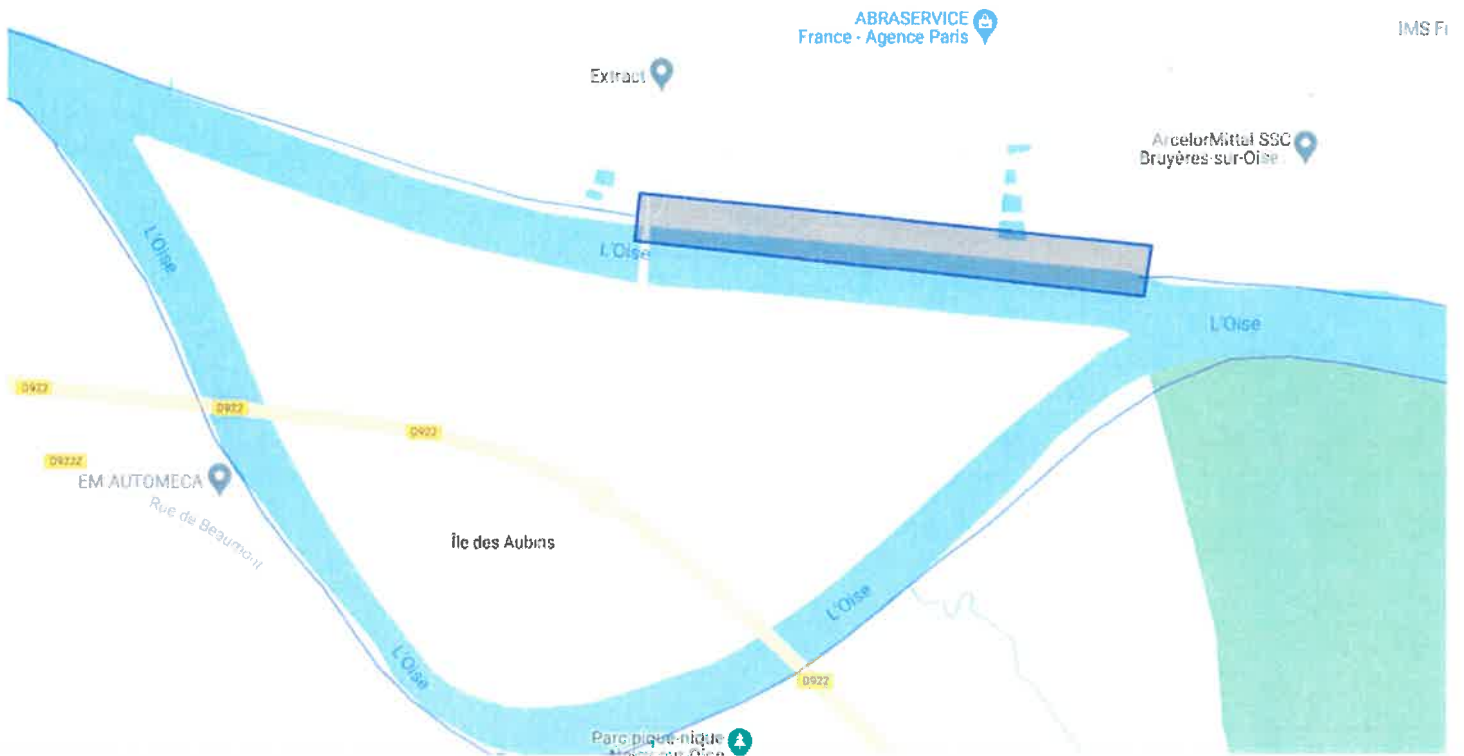 ABRASERVICE
France - Agence Paris
IMS Fi
Extract
ArcelorMittal SSC
Bruyères-sur-Oise
L'Oise
L'Oise
L'Oise
D922
D922
D922
D922Z
EM AUTOMECA
Rue de Beaumont
Île des Aubins
L'Oise
L'Oise
D922
Parc pique-nique